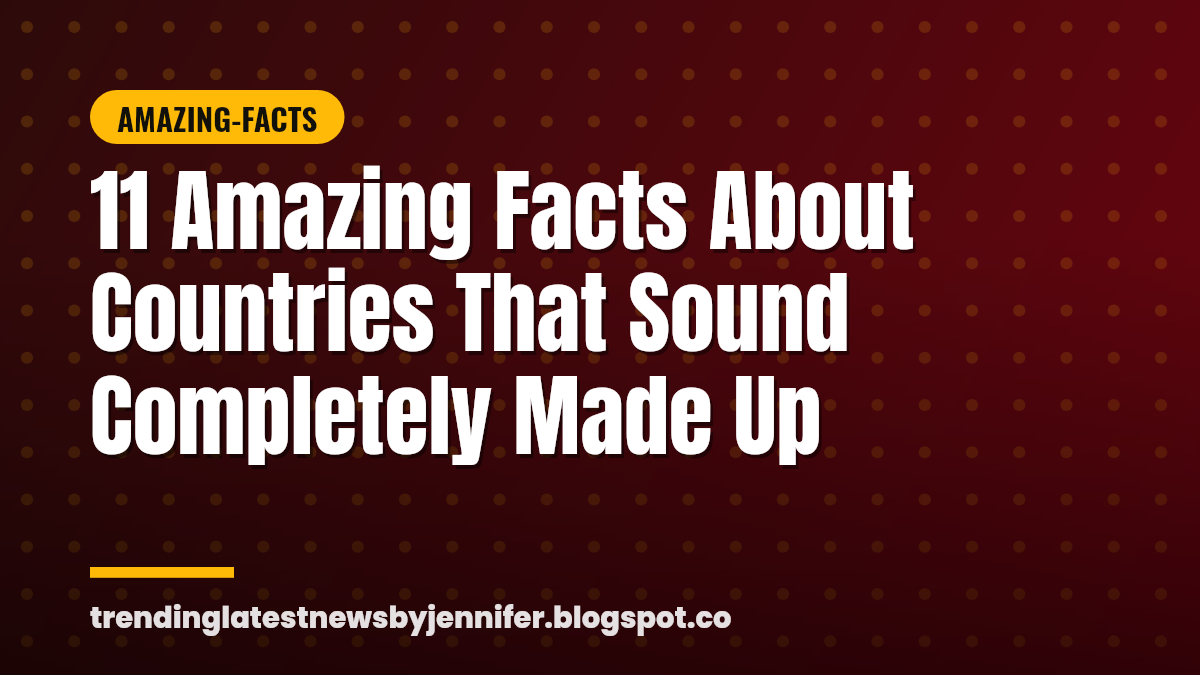 AMAZING-FACTS
11 Amazing Facts About
Countries That Sound
Completely Made Up
trendinglatestnewsbyjennifer.blogspot.co